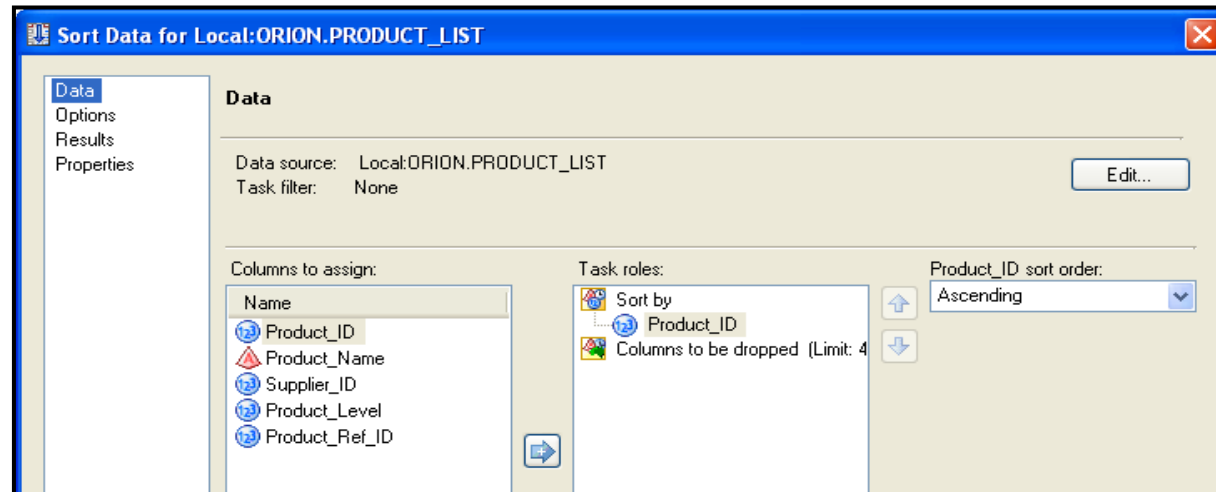 Sort Data for Local:ORION.PRODUCT_LIST
Data
Options
Results
Properties
Data
Data source: Local:ORION.PRODUCT_LIST
Task filter: None
Edit...
Columns to assign:
Name
Product_ID
Product_Name
Supplier_ID
Product_Level
Product_Ref_ID
Task roles:
Sort by
Product_ID
Columns to be dropped (Limit: 4
Product_ID sort order:
Ascending